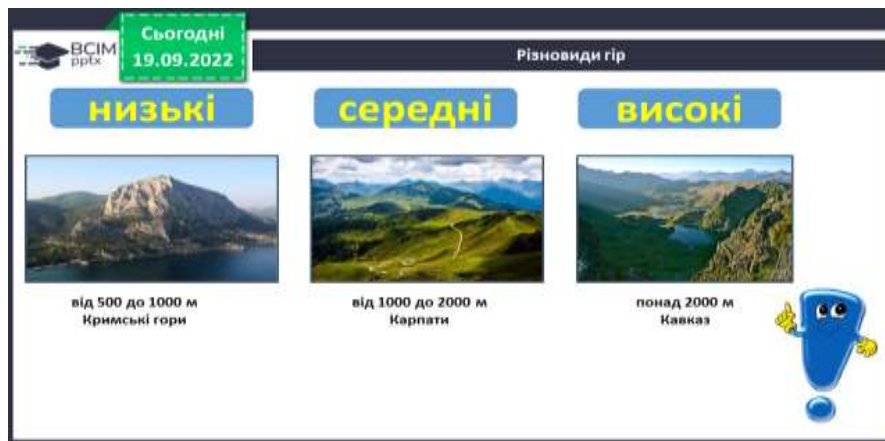 Сьогодні
19.09.2022
BCIM
pptx
Різновиди гір
низькі
середні
високі
від 500 до 1000 м
Кримські гори
від 1000 до 2000 м
Карпати
понад 2000 м
Кавказ